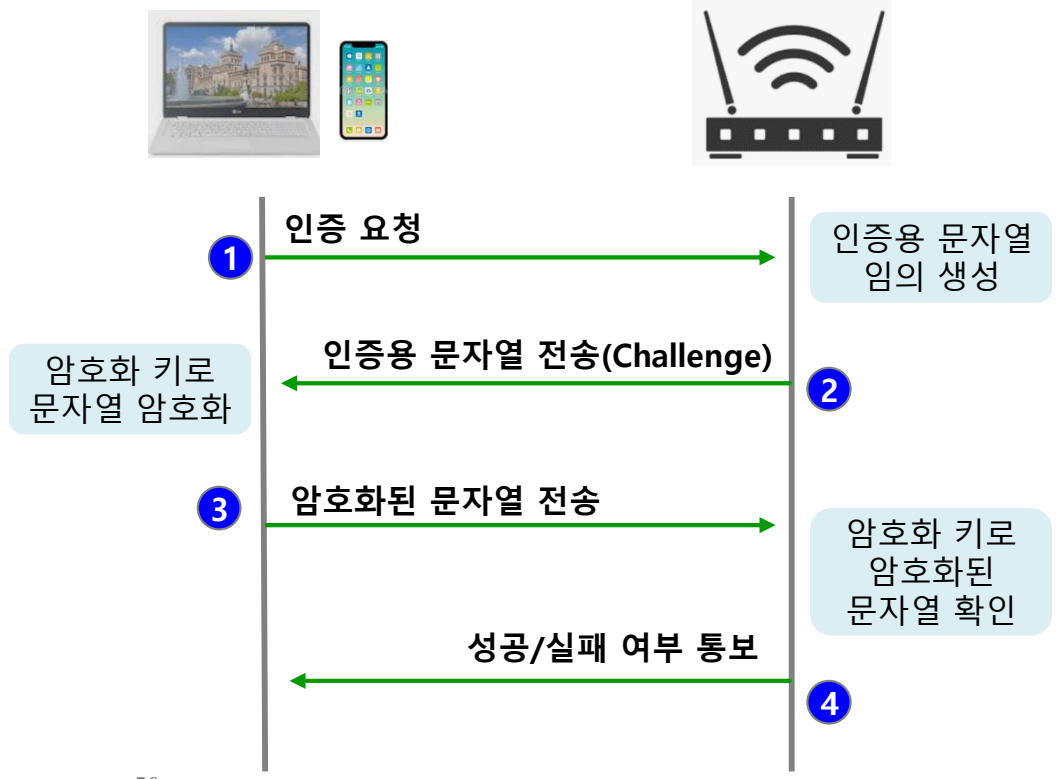 인증 요청
1
인증용 문자열
임의 생성
인증용 문자열 전송(Challenge)
암호화 키로
문자열 암호화
2
암호화된 문자열 전송
3
암호화 키로
암호화된
문자열 확인
성공/실패 여부 통보
4